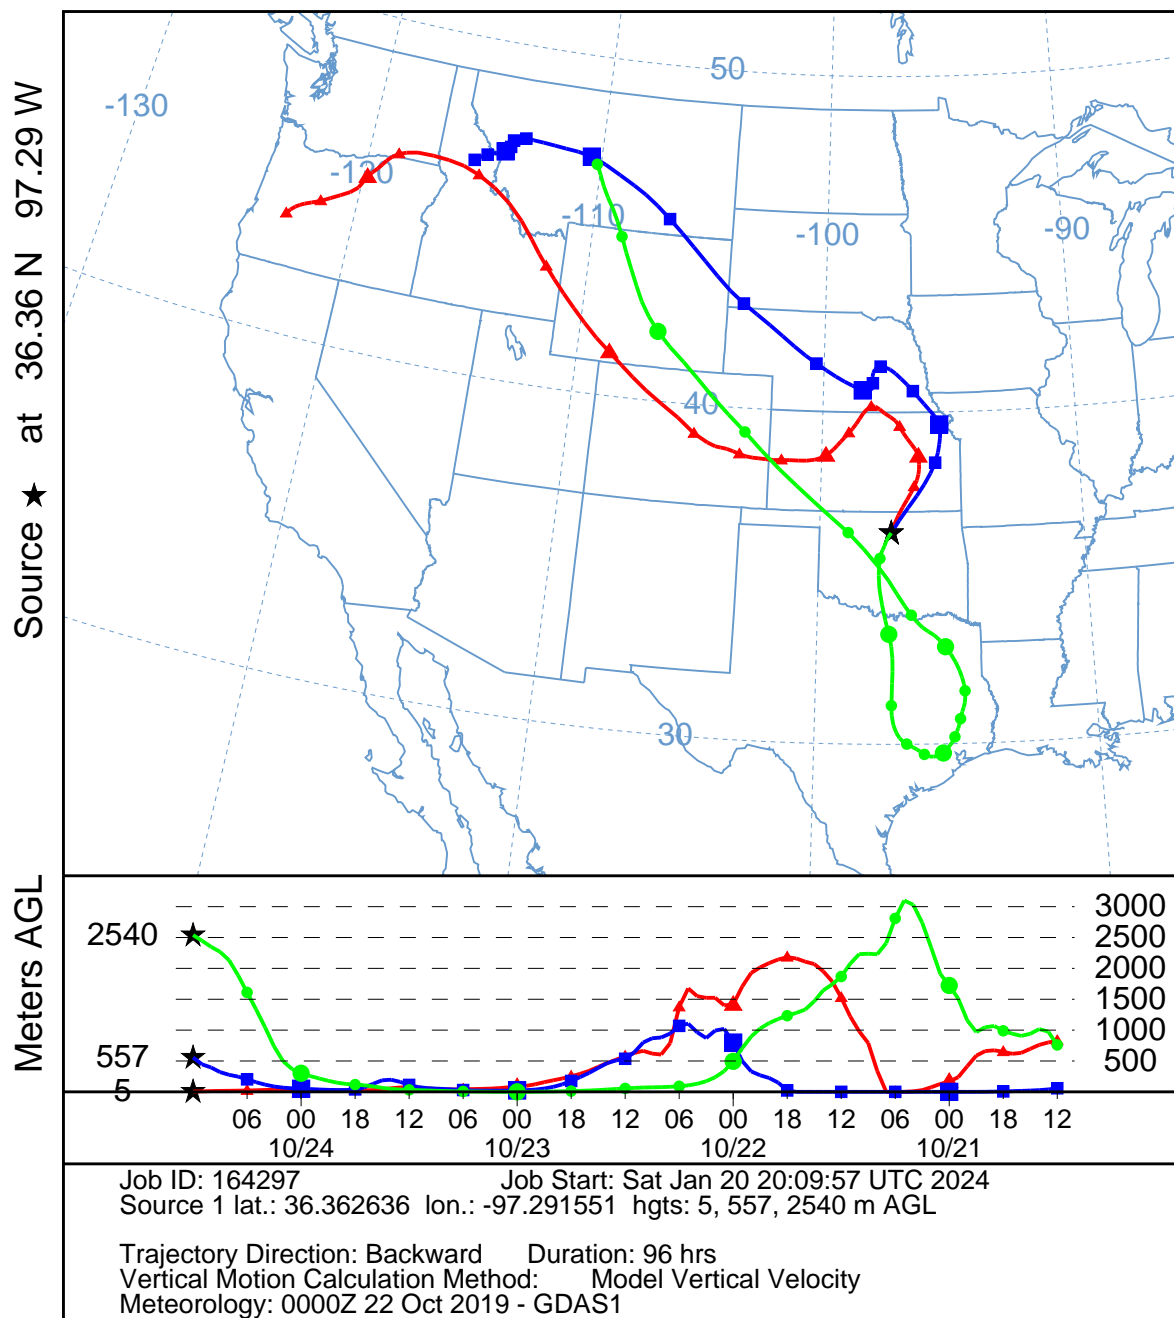 Source ★ at 36.36 N 97.29 W
-130
-120
-110
-100
-90
50
40
30
Meters AGL
2540
557
5
3000
2500
2000
1500
1000
500
06 00 18 12 06 00 18 12 06 00 18 12 06 00 18 12
10/24 10/23 10/22 10/21
Job ID: 164297 Job Start: Sat Jan 20 20:09:57 UTC 2024
Source 1 lat.: 36.362636 lon.: -97.291551 hgts: 5, 557, 2540 m AGL
Trajectory Direction: Backward Duration: 96 hrs
Vertical Motion Calculation Method: Model Vertical Velocity
Meteorology: 0000Z 22 Oct 2019 - GDAS1